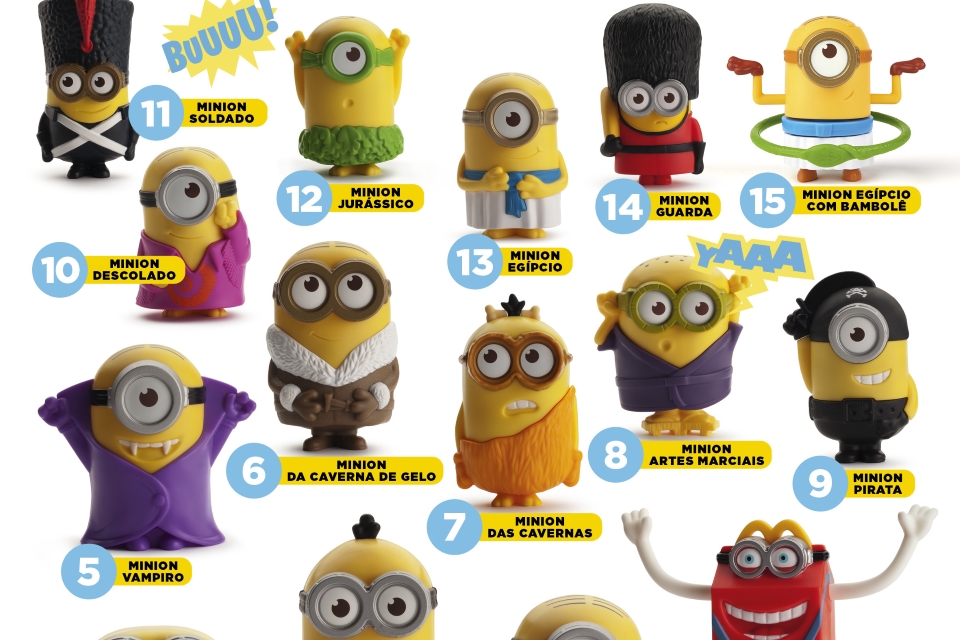 BUUUU!
11 MINION
SOLDADO
12 MINION
JURÁSSICO
14 MINION
GUARDA
15 MINION EGÍPCIO
COM BAMBOLÊ
10 MINION
DESCOLADO
13 MINION
EGÍPCIO
YAAAA
6 MINION
DA CAVERNA DE GELO
8 MINION
ARTES MARCIAIS
9 MINION
PIRATA
7 MINION
DAS CAVERNAS
5 MINION
VAMPIRO